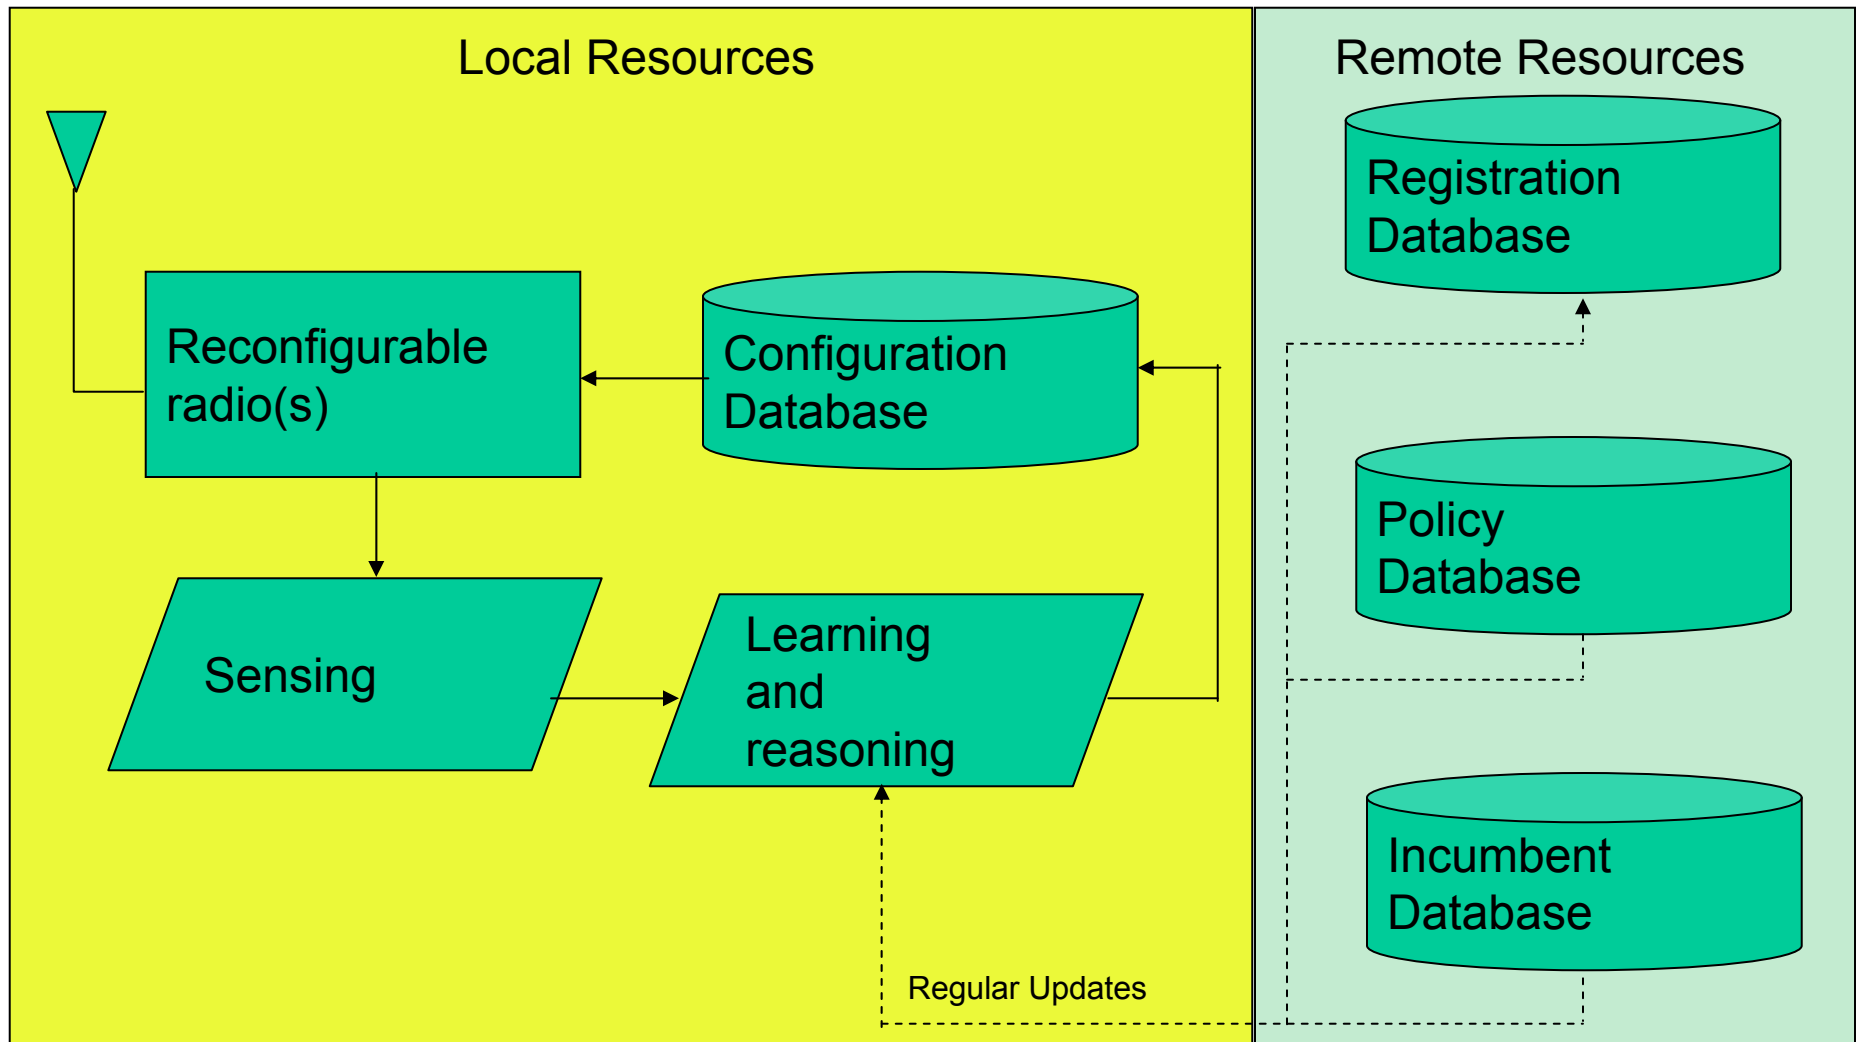 Local Resources
Remote Resources
Registration
Database
Reconfigurable
radio(s)
Configuration
Database
Policy
Database
Sensing
Learning
and
reasoning
Incumbent
Database
Regular Updates